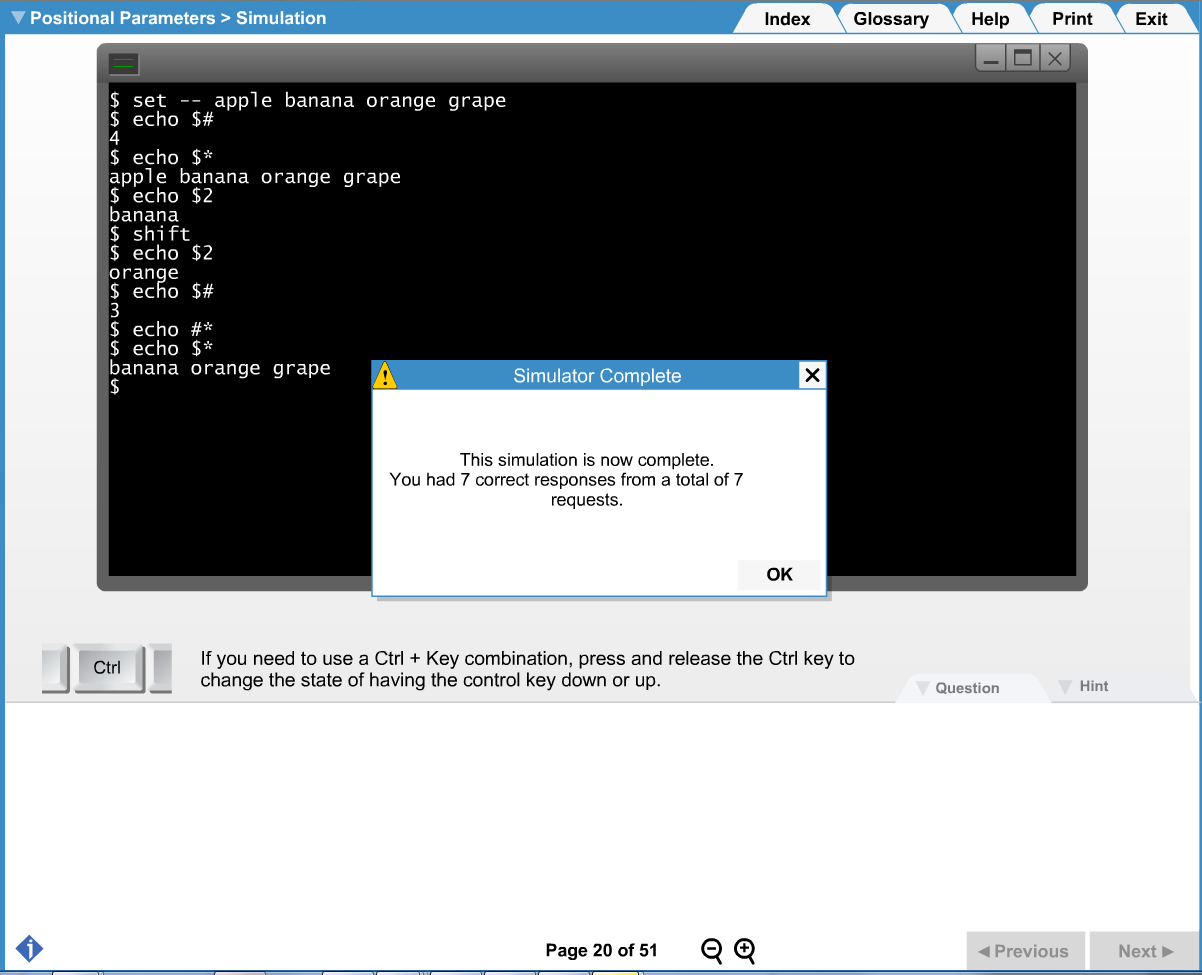 Positional Parameters > Simulation
Index
Glossary
Help
Print
Exit
$ set -- apple banana orange grape
$ echo $#
4
$ echo $*
apple banana orange grape
$ echo $2
banana
$ shift
$ echo $2
orange
$ echo $#
3
$ echo #*
$ echo $*
banana orange grape
$
Simulator Complete
This simulation is now complete.
You had 7 correct responses from a total of 7
requests.
OK
Ctrl
If you need to use a Ctrl + Key combination, press and release the Ctrl key to
change the state of having the control key down or up.
Question
Hint
Page 20 of 51
Previous
Next